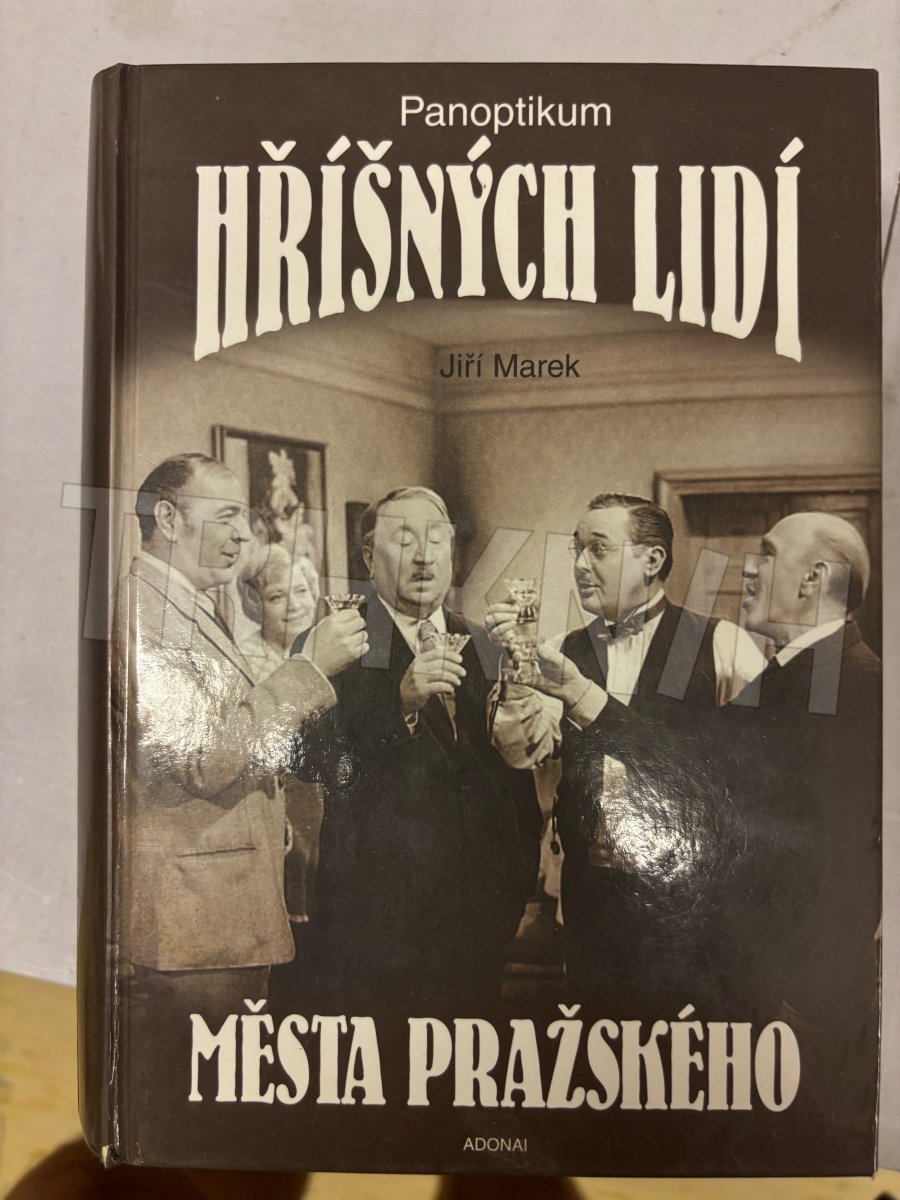 Panoptikum
HŘÍŠNÝCH LIDÍ
Jiří Marek
MĚSTA PRAŽSKÉHO
ADONAI